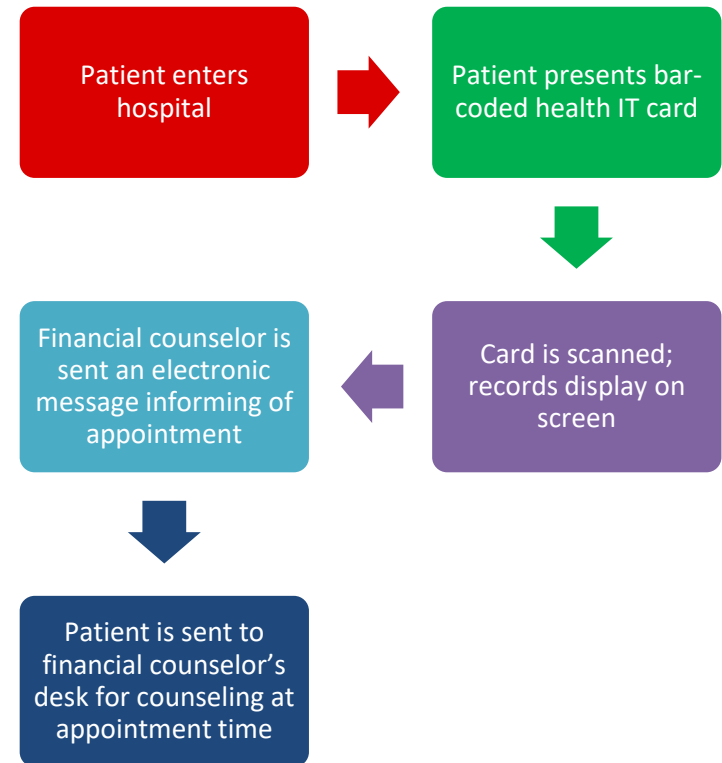 Patient enters
hospital
Patient presents bar-
coded health IT card
Card is scanned;
records display on
screen
Financial counselor is
sent an electronic
message informing of
appointment
Patient is sent to
financial counselor’s
desk for counseling at
appointment time